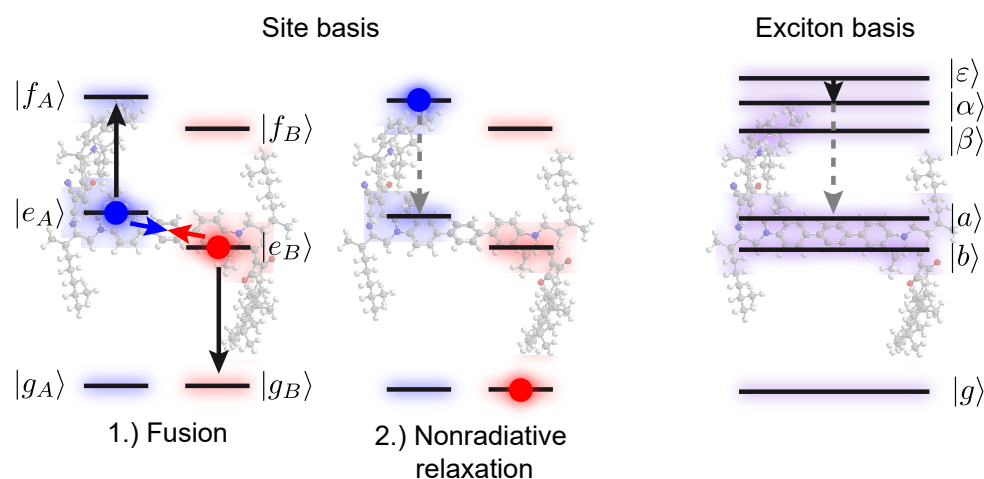 Site basis
Exciton basis
|f_A⟩
|f_B⟩
|e_A⟩
|e_B⟩
|g_A⟩
|g_B⟩
1.) Fusion
2.) Nonradiative
relaxation
|ε⟩
|α⟩
|β⟩
|a⟩
|b⟩
|g⟩